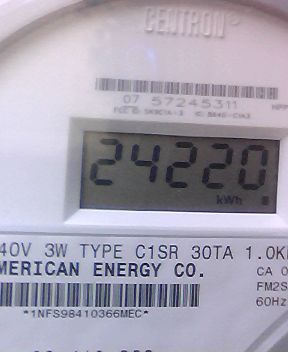 CENTRON®
07 57245311
24220
kWh
40V 3W TYPE C1SR 30TA 1.0K
MERICAN ENERGY CO.
CA 0
FM2S
60Hz
*1NFS98410366MEC*